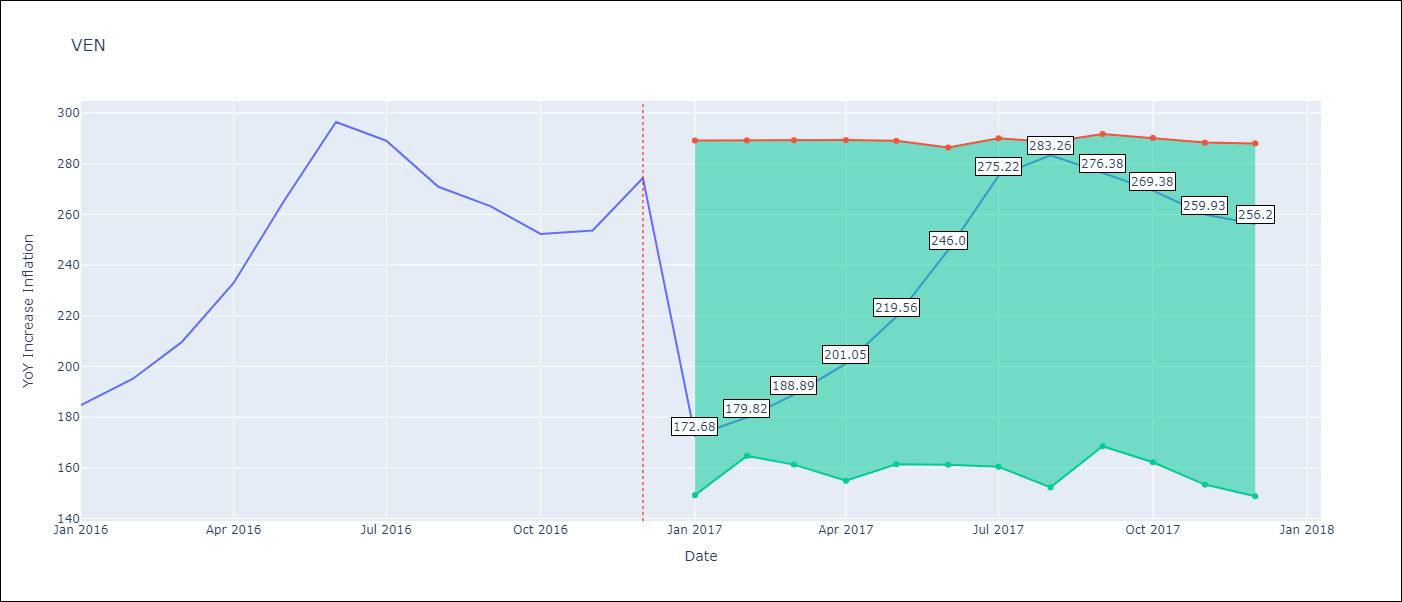 VEN
YoY Increase Inflation
300
280
260
240
220
200
180
160
140
172.68
179.82
188.89
201.05
219.56
246.0
275.22
283.26
276.38
269.38
259.93
256.2
Jan 2016
Apr 2016
Jul 2016
Oct 2016
Jan 2017
Apr 2017
Jul 2017
Oct 2017
Jan 2018
Date